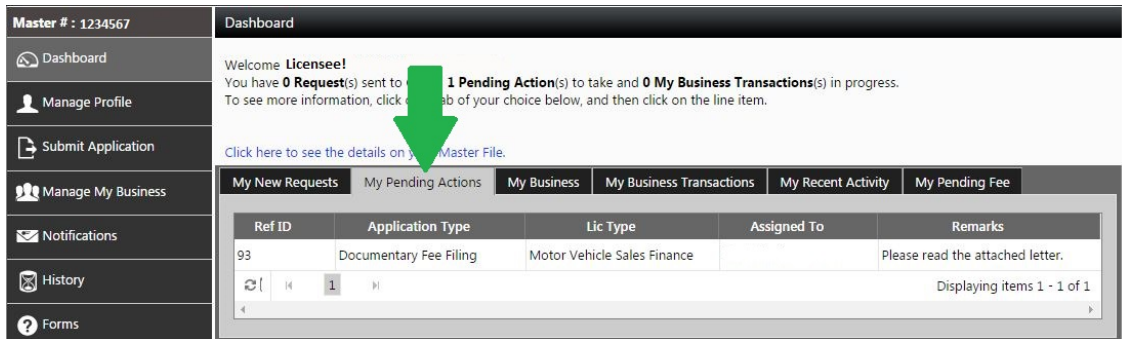 Master # : 1234567
Dashboard
Dashboard
Manage Profile
Submit Application
Manage My Business
Notifications
History
Forms
Welcome Licensee!
You have 0 Request(s) sent to 1 Pending Action(s) to take and 0 My Business Transactions(s) in progress.
To see more information, click of your choice below, and then click on the line item.
Click here to see the details on Master File.
My New Requests My Pending Actions My Business My Business Transactions My Recent Activity My Pending Fee
Ref ID Application Type Lic Type Assigned To Remarks
93 Documentary Fee Filing Motor Vehicle Sales Finance Please read the attached letter.
1 Displaying items 1 - 1 of 1